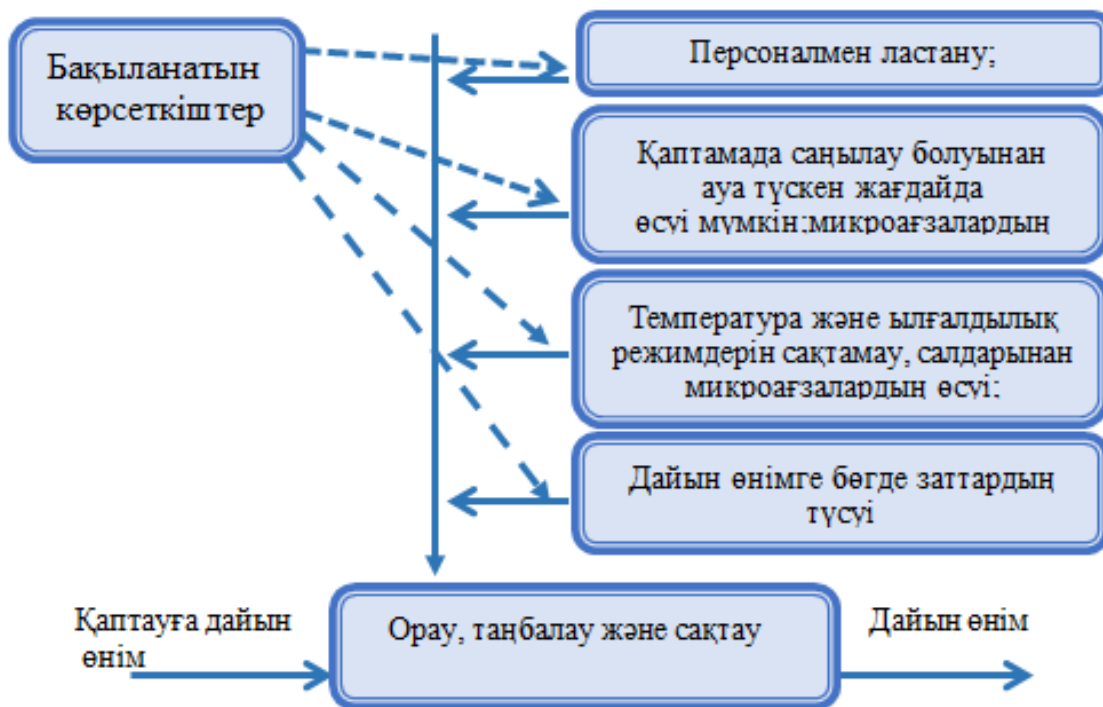 Бақыланатын
көрсеткіштер
Персоналмен ластану;
Қаптамада саңылау болуынан
ауа түскен жағдайда
өсуі мүмкін;микроағзалардың
Температура және ылғалдылық
режимдерін сақтамау, салдарынан
микроағзалардың өсуі;
Дайын өнімге бөгде заттардың
түсуі
Қаптауға дайын
өнім
Орау, таңбалау және сақтау
Дайын өнім